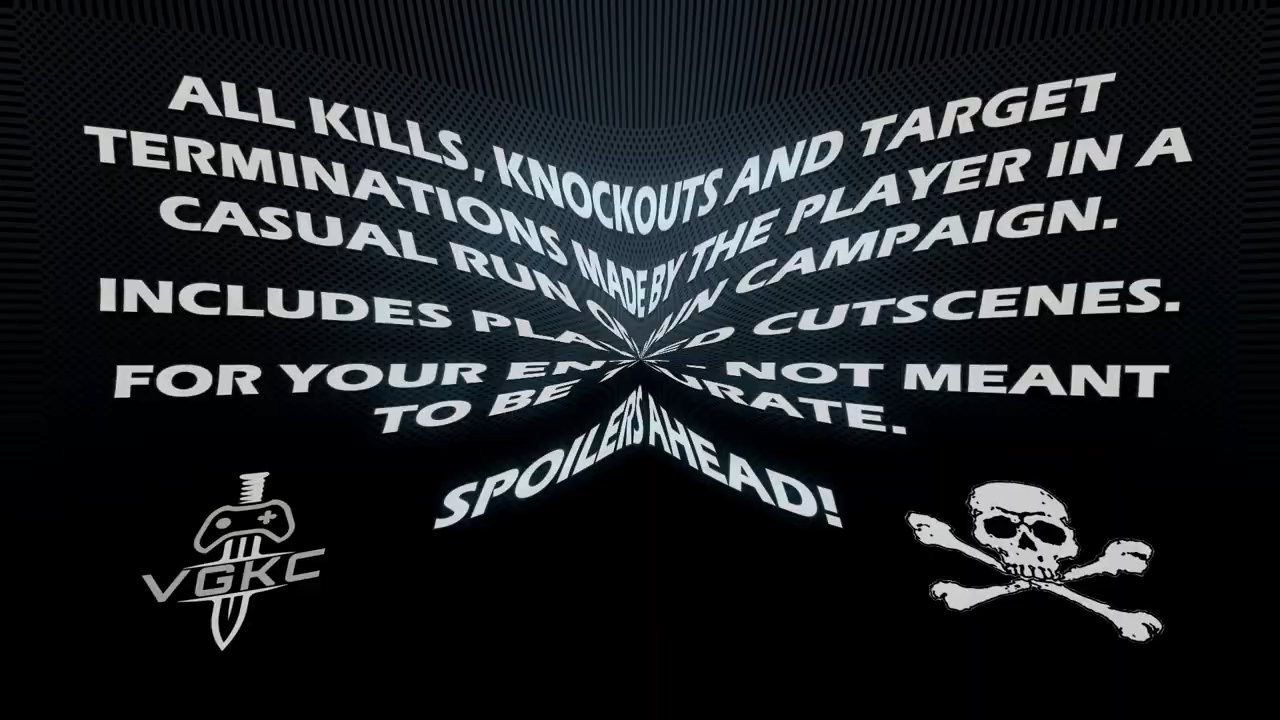 ALL KILLS, KNOCKOUTS AND TARGET
TERMINATIONS MADE BY THE PLAYER IN A
CASUAL RUN CAMPAIGN.
INCLUDES CUTSCENES.
FOR YOUR - NOT MEANT
TO BE
SPOILERS AHEAD!
VGKC